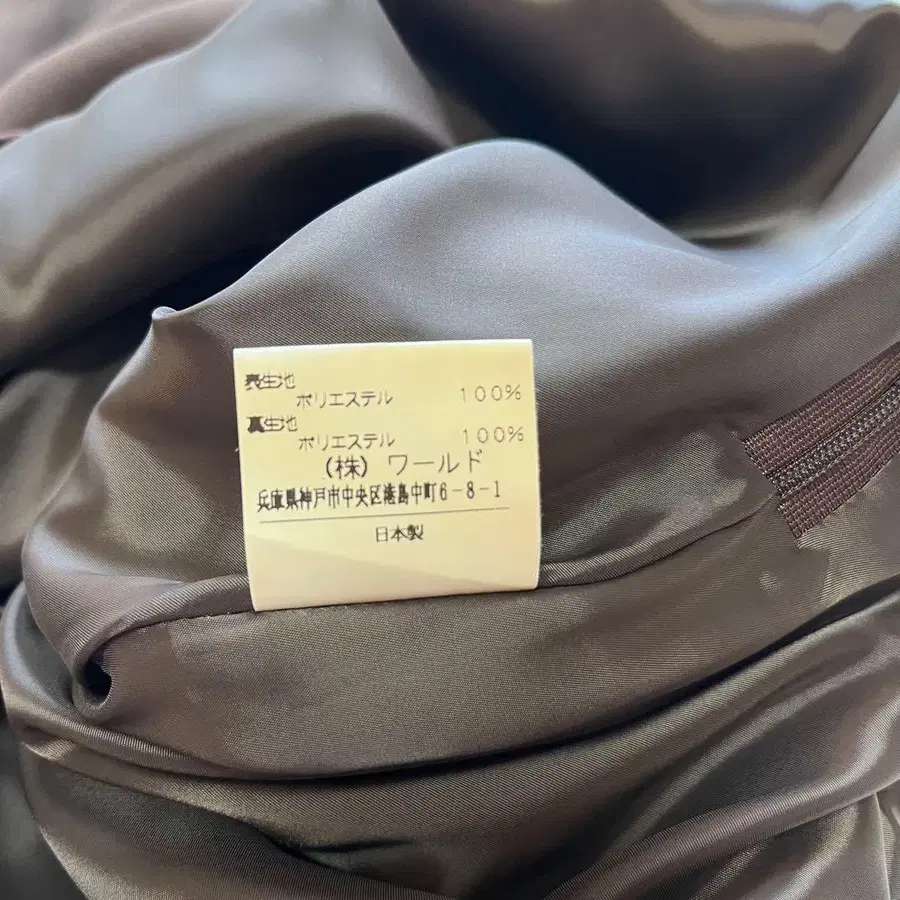 表生地
ポリエステル 100%
裏生地
ポリエステル 100%
(株) ワールド
兵庫県神戸市中央区港島中町6-8-1
日本製